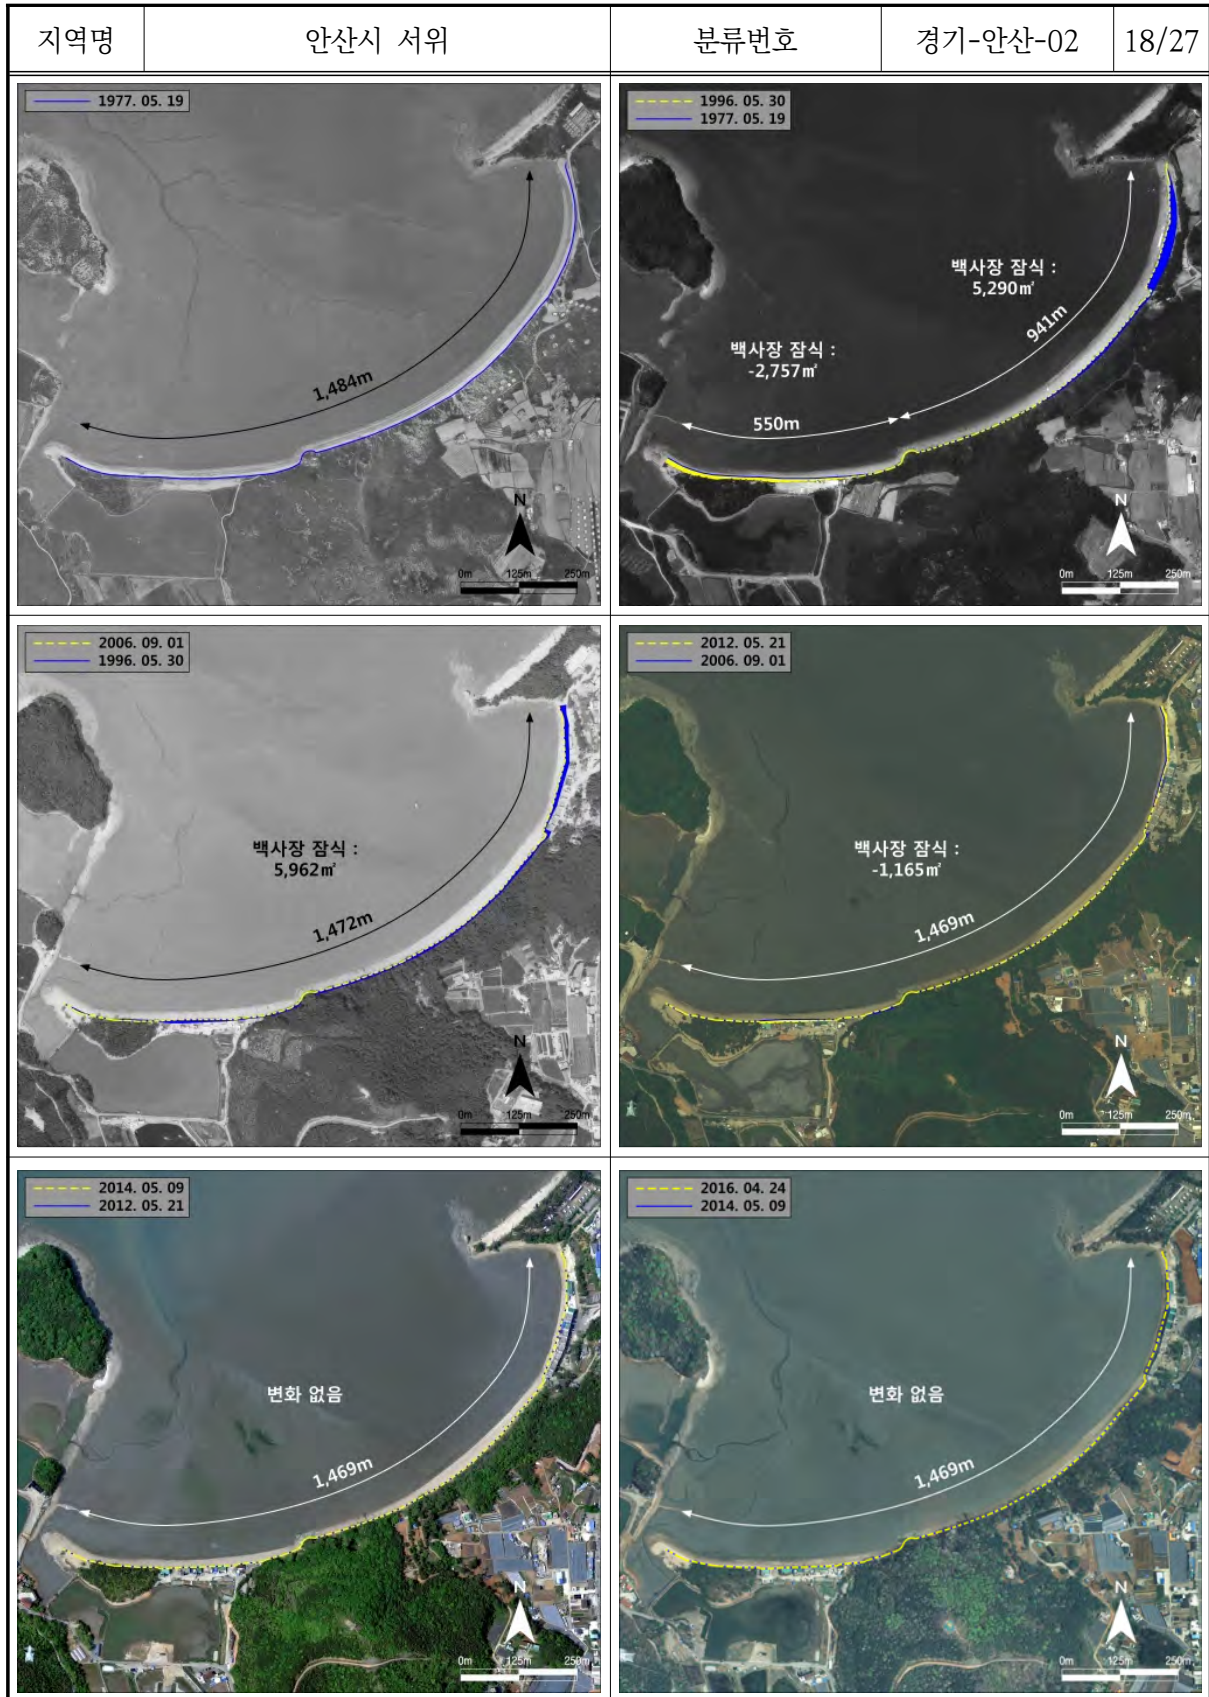 지역명 안산시 서위 분류번호 경기-안산-02 18/27
1977. 05. 19
1,484m
N
0m 125m 250m
1996. 05. 30
1977. 05. 19
백사장 잠식 :
5,290㎡
941m
백사장 잠식 :
-2,757㎡
550m
N
0m 125m 250m
2006. 09. 01
1996. 05. 30
백사장 잠식 :
5,962㎡
1,472m
N
0m 125m 250m
2012. 05. 21
2006. 09. 01
백사장 잠식 :
-1,165㎡
1,469m
N
0m 125m 250m
2014. 05. 09
2012. 05. 21
변화 없음
1,469m
N
0m 125m 250m
2016. 04. 24
2014. 05. 09
변화 없음
1,469m
N
0m 125m 250m